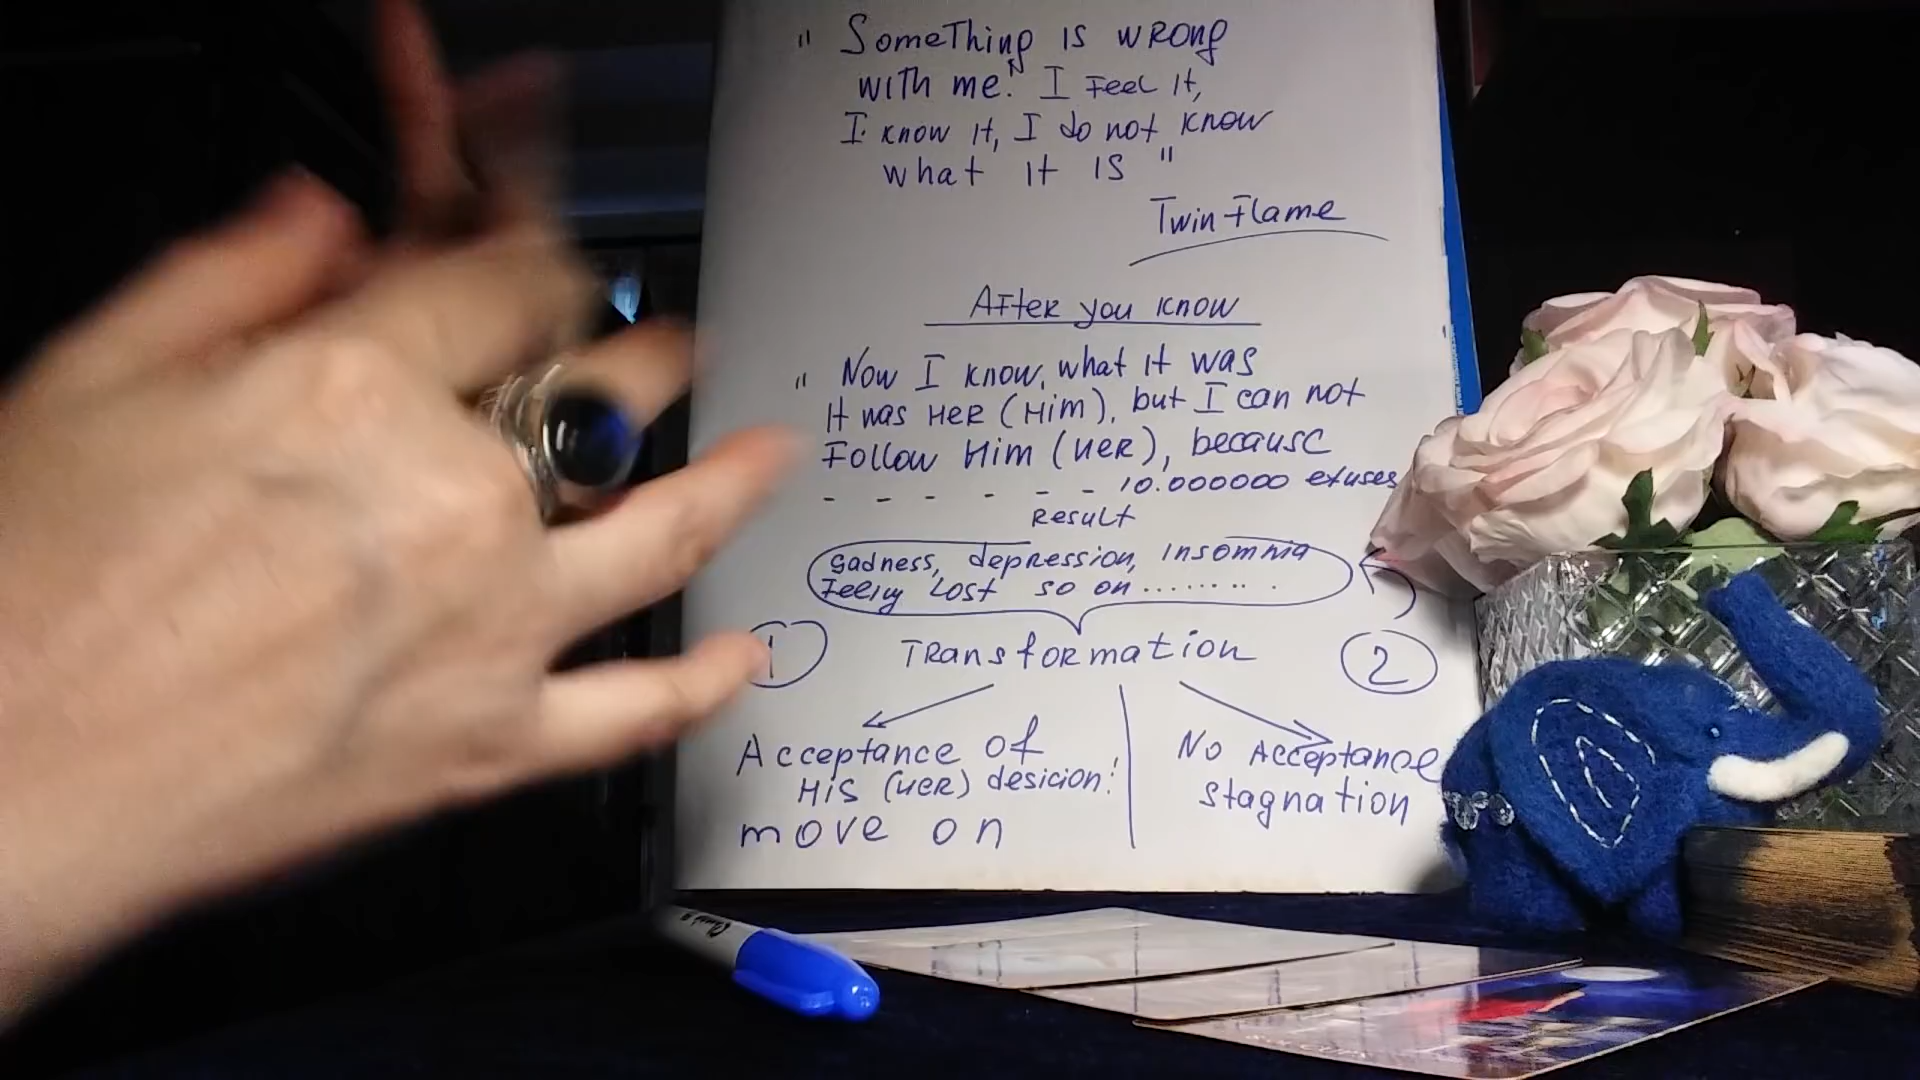 " Something is wrong
with me." I feel it,
I know it, I do not know
what it is "
Twin Flame
After you know
" Now I know, what it was
It was Her (Him), but I can not
Follow Him (Her), because
- - - - - - 10.000000 exuses
Result
sadness, depression, insomnia
Feeling lost so on .........
1 Transformation 2
Acceptance of
His (Her) desicion!
move on
No Acceptance
stagnation